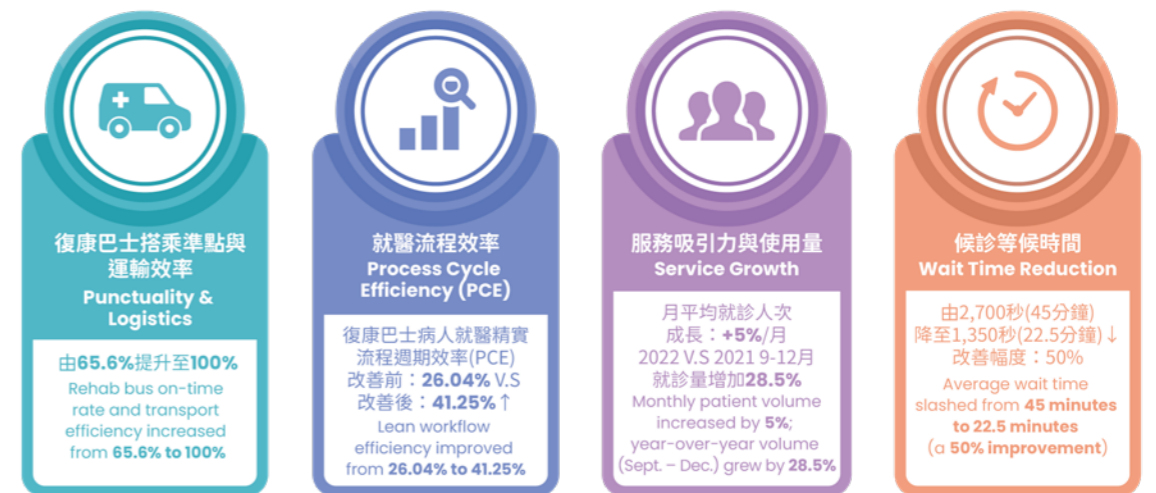 復康巴士搭乘準點與
運輸效率
Punctuality &
Logistics
由65.6%提升至100%
Rehab bus on-time
rate and transport
efficiency increased
from 65.6% to 100%
就醫流程效率
Process Cycle
Efficiency (PCE)
復康巴士病人就醫精實
流程週期效率(PCE)
改善前：26.04% V.S
改善後：41.25%↑
Lean workflow
efficiency improved
from 26.04% to 41.25%
服務吸引力與使用量
Service Growth
月平均就診人次
成長：+5%/月
2022 V.S 2021 9-12月
就診量增加28.5%
Monthly patient volume
increased by 5%;
year-over-year volume
(Sept. – Dec.) grew by 28.5%
候診等候時間
Wait Time Reduction
由2,700秒(45分鐘)
降至1,350秒(22.5分鐘)↓
改善幅度：50%
Average wait time
slashed from 45 minutes
to 22.5 minutes
(a 50% improvement)